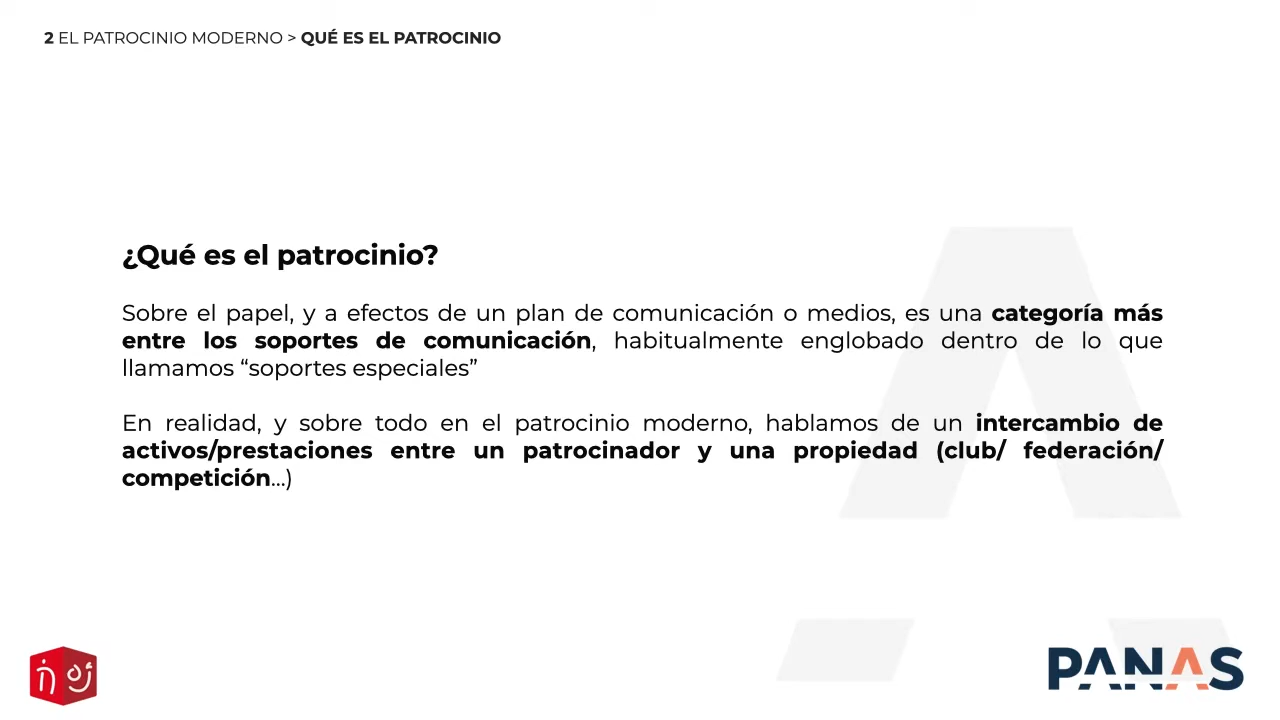 2 EL PATROCINIO MODERNO > QUÉ ES EL PATROCINIO
¿Qué es el patrocinio?
Sobre el papel, y a efectos de un plan de comunicación o medios, es una categoría más
entre los soportes de comunicación, habitualmente englobado dentro de lo que
llamamos “soportes especiales”
En realidad, y sobre todo en el patrocinio moderno, hablamos de un intercambio de
activos/prestaciones entre un patrocinador y una propiedad (club/ federación/
competición...)
PANAS